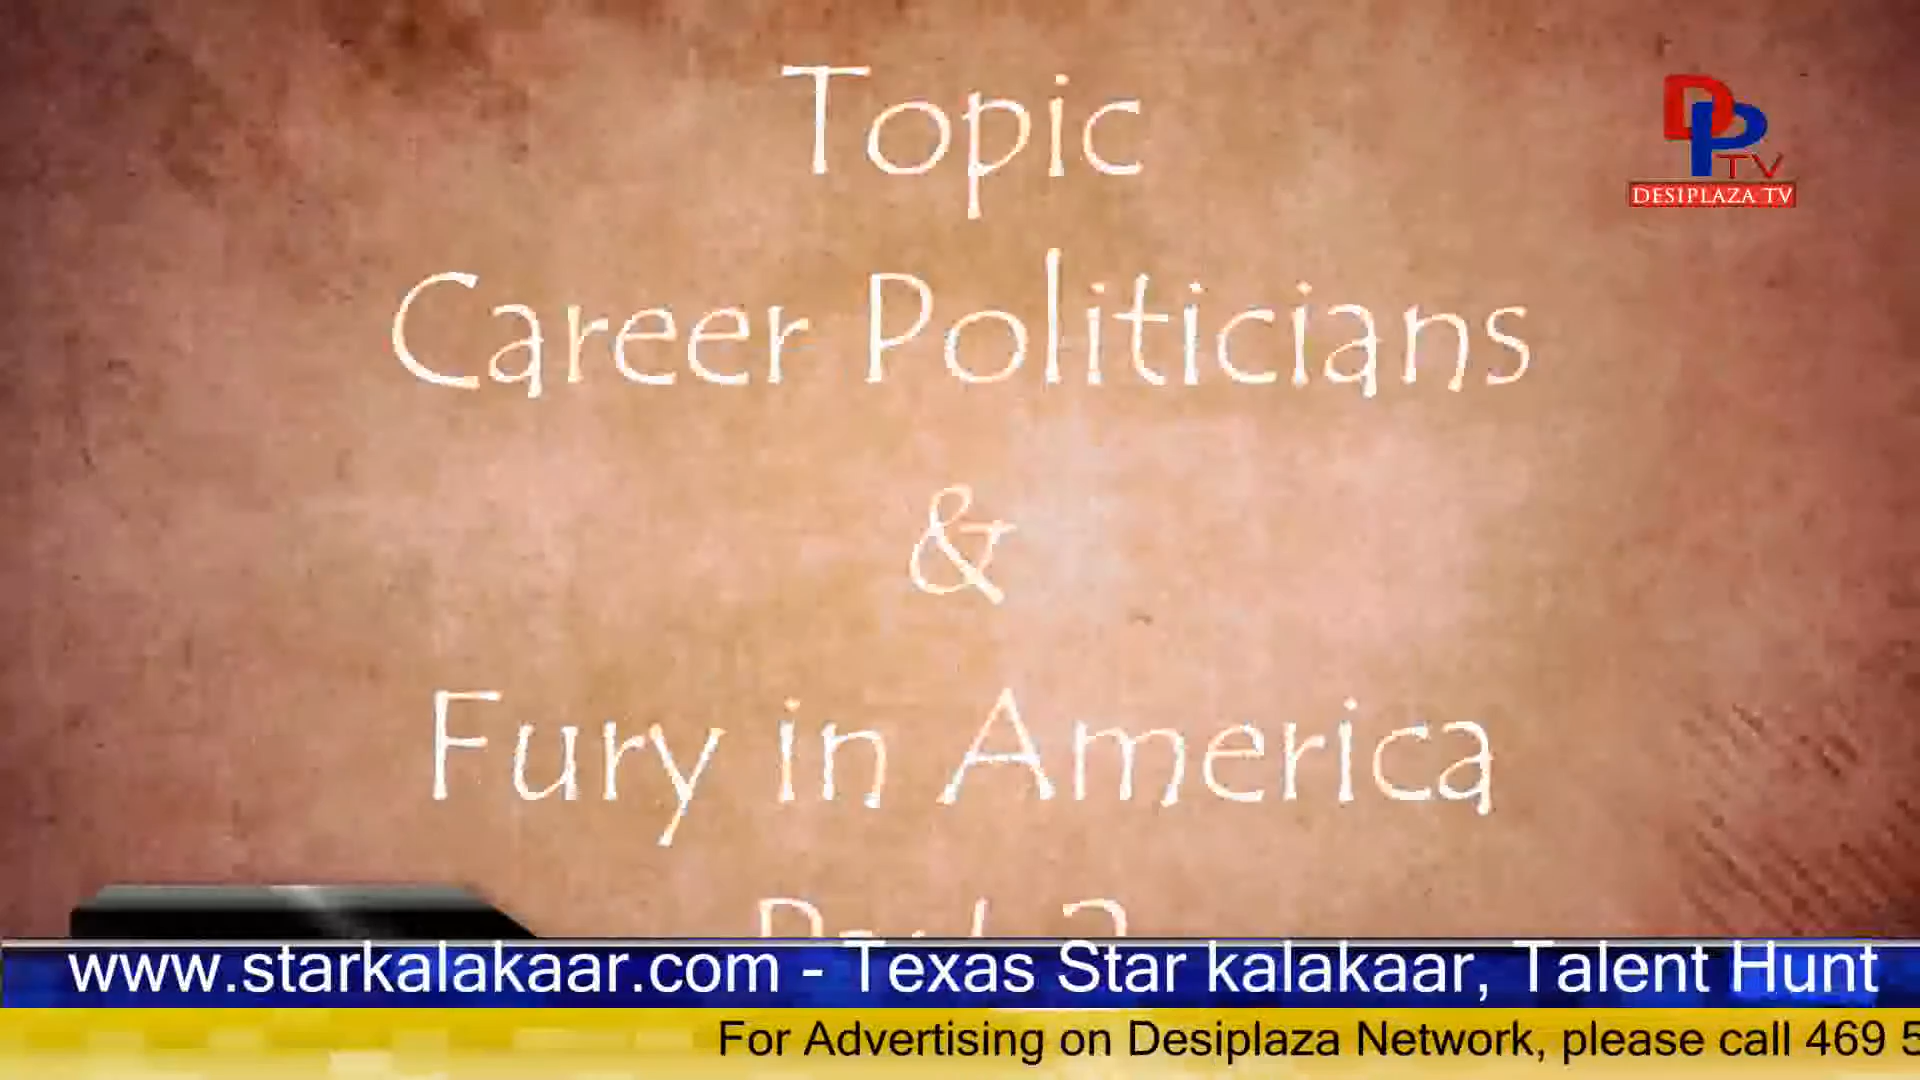 Topic
DPTV
DESIPLAZA TV
Career Politicians
&
Fury in America
www.starkalakaar.com - Texas Star kalakaar, Talent Hunt
For Advertising on Desiplaza Network, please call 469 5